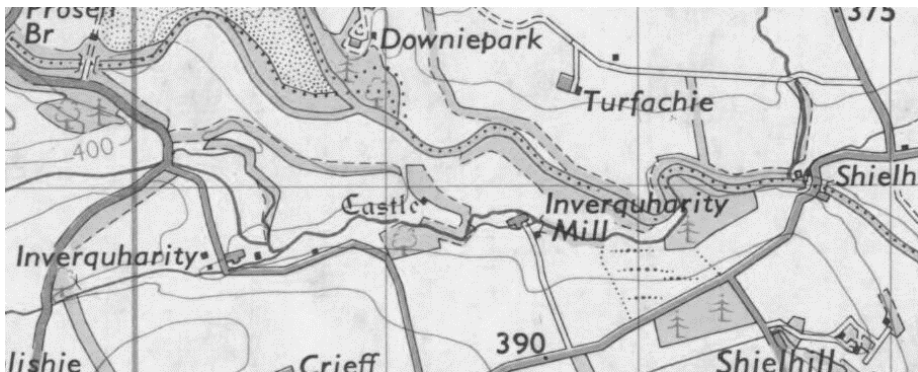 Prosen
Br
Downiepark
375
Turfachie
400
Castle
Inverquharity
Mill
Shielh
Inverquharity
390
lishie
Crieff
Shielhill